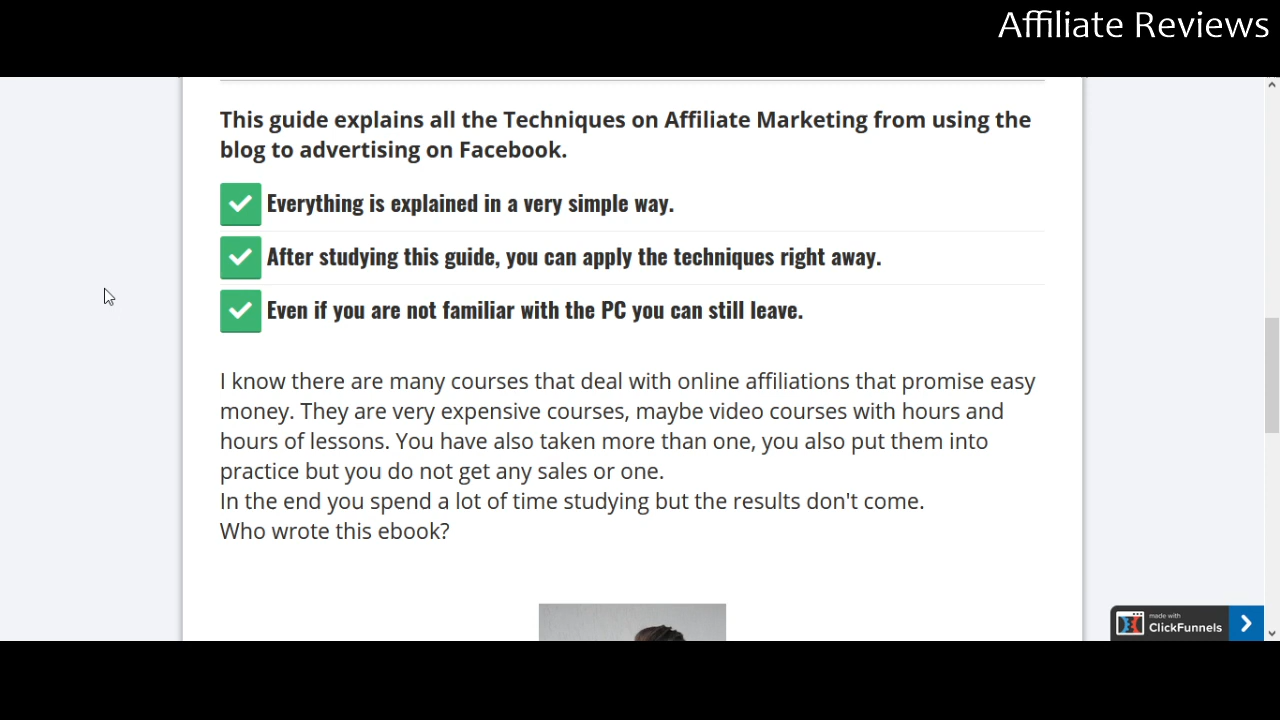 Affiliate Reviews
This guide explains all the Techniques on Affiliate Marketing from using the
blog to advertising on Facebook.
Everything is explained in a very simple way.
After studying this guide, you can apply the techniques right away.
Even if you are not familiar with the PC you can still leave.
I know there are many courses that deal with online affiliations that promise easy
money. They are very expensive courses, maybe video courses with hours and
hours of lessons. You have also taken more than one, you also put them into
practice but you do not get any sales or one.
In the end you spend a lot of time studying but the results don't come.
Who wrote this ebook?
made with
ClickFunnels